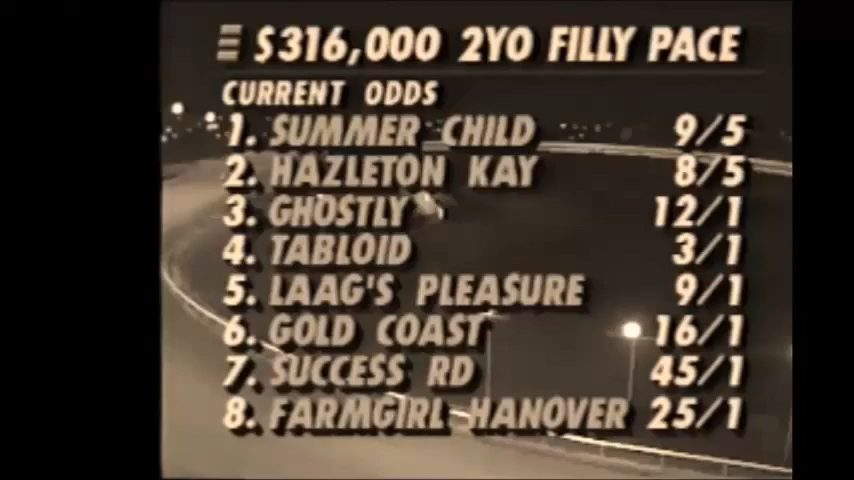 $316,000 2YO FILLY PACE
CURRENT ODDS
1. SUMMER CHILD 9/5
2. HAZLETON KAY 8/5
3. GHOSTLY 12/1
4. TABLOID 3/1
5. LAAG'S PLEASURE 9/1
6. GOLD COAST 16/1
7. SUCCESS RD 45/1
8. FARMGIRL HANOVER 25/1